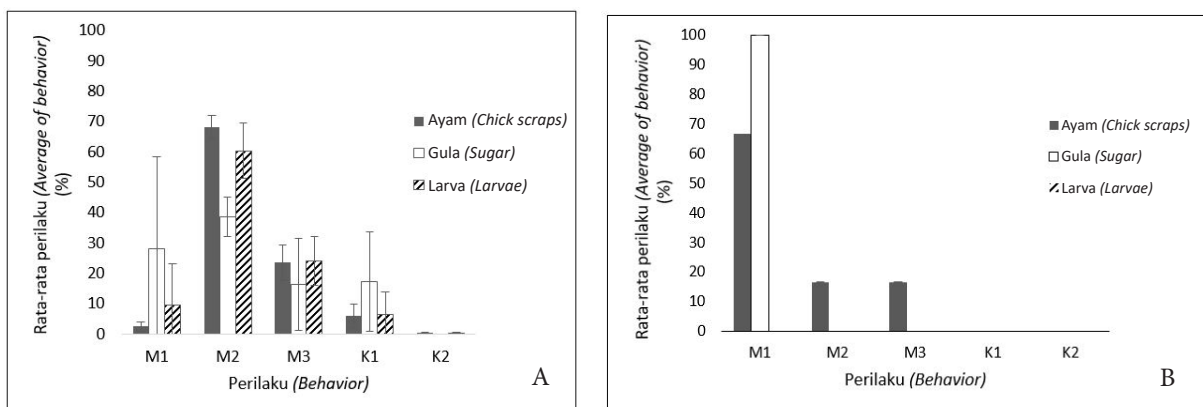 Rata-rata perilaku (Average of behavior)
(%)
100
90
80
70
60
50
40
30
20
10
0
Ayam (Chick scraps)
Gula (Sugar)
Larva (Larvae)
M1 M2 M3 K1 K2
Perilaku (Behavior)
A
Rata-rata perilaku (Average of behavior)
(%)
100
90
80
70
60
50
40
30
20
10
0
Ayam (Chick scraps)
Gula (Sugar)
Larva (Larvae)
M1 M2 M3 K1 K2
Perilaku (Behavior)
B